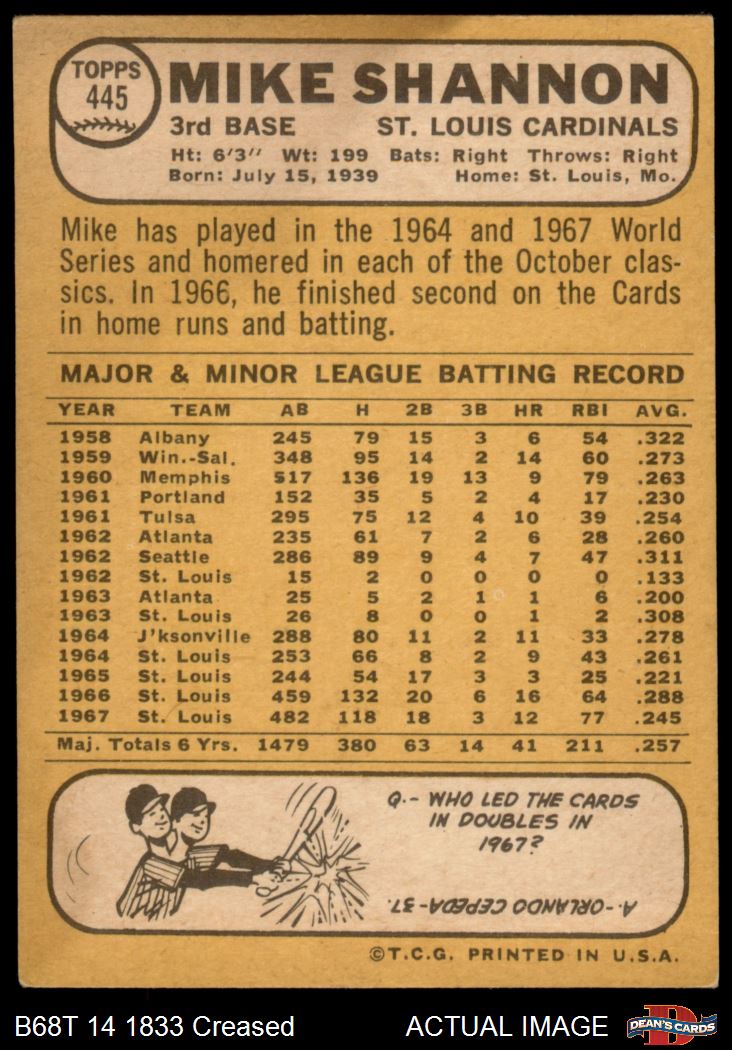 TOPPS
445
MIKE SHANNON
3rd BASE ST. LOUIS CARDINALS
Ht: 6'3" Wt: 199 Bats: Right Throws: Right
Born: July 15, 1939 Home: St. Louis, Mo.
Mike has played in the 1964 and 1967 World
Series and homered in each of the October clas-
sics. In 1966, he finished second on the Cards
in home runs and batting.
MAJOR & MINOR LEAGUE BATTING RECORD
YEAR TEAM AB H 2B 3B HR RBI AVG.
1958 Albany 245 79 15 3 6 54 .322
1959 Win.-Sal. 348 95 14 2 14 60 .273
1960 Memphis 517 136 19 13 9 79 .263
1961 Portland 152 35 5 2 4 17 .230
1961 Tulsa 295 75 12 4 10 39 .254
1962 Atlanta 235 61 7 2 6 28 .260
1962 Seattle 286 89 9 4 7 47 .311
1962 St. Louis 15 2 0 0 0 0 .133
1963 Atlanta 25 5 2 1 1 6 .200
1963 St. Louis 26 8 0 0 1 2 .308
1964 J'ksonville 288 80 11 2 11 33 .278
1964 St. Louis 253 66 8 2 9 43 .261
1965 St. Louis 244 54 17 3 3 25 .221
1966 St. Louis 459 132 20 6 16 64 .288
1967 St. Louis 482 118 18 3 12 77 .245
Maj. Totals 6 Yrs. 1479 380 63 14 41 211 .257
Q.- WHO LED THE CARDS
IN DOUBLES IN
1967?
A.-ORLANDO CEPEDA-37.
©T.C.G. PRINTED IN U.S.A.
B68T 14 1833 Creased ACTUAL IMAGE
D
DEAN'S CARDS